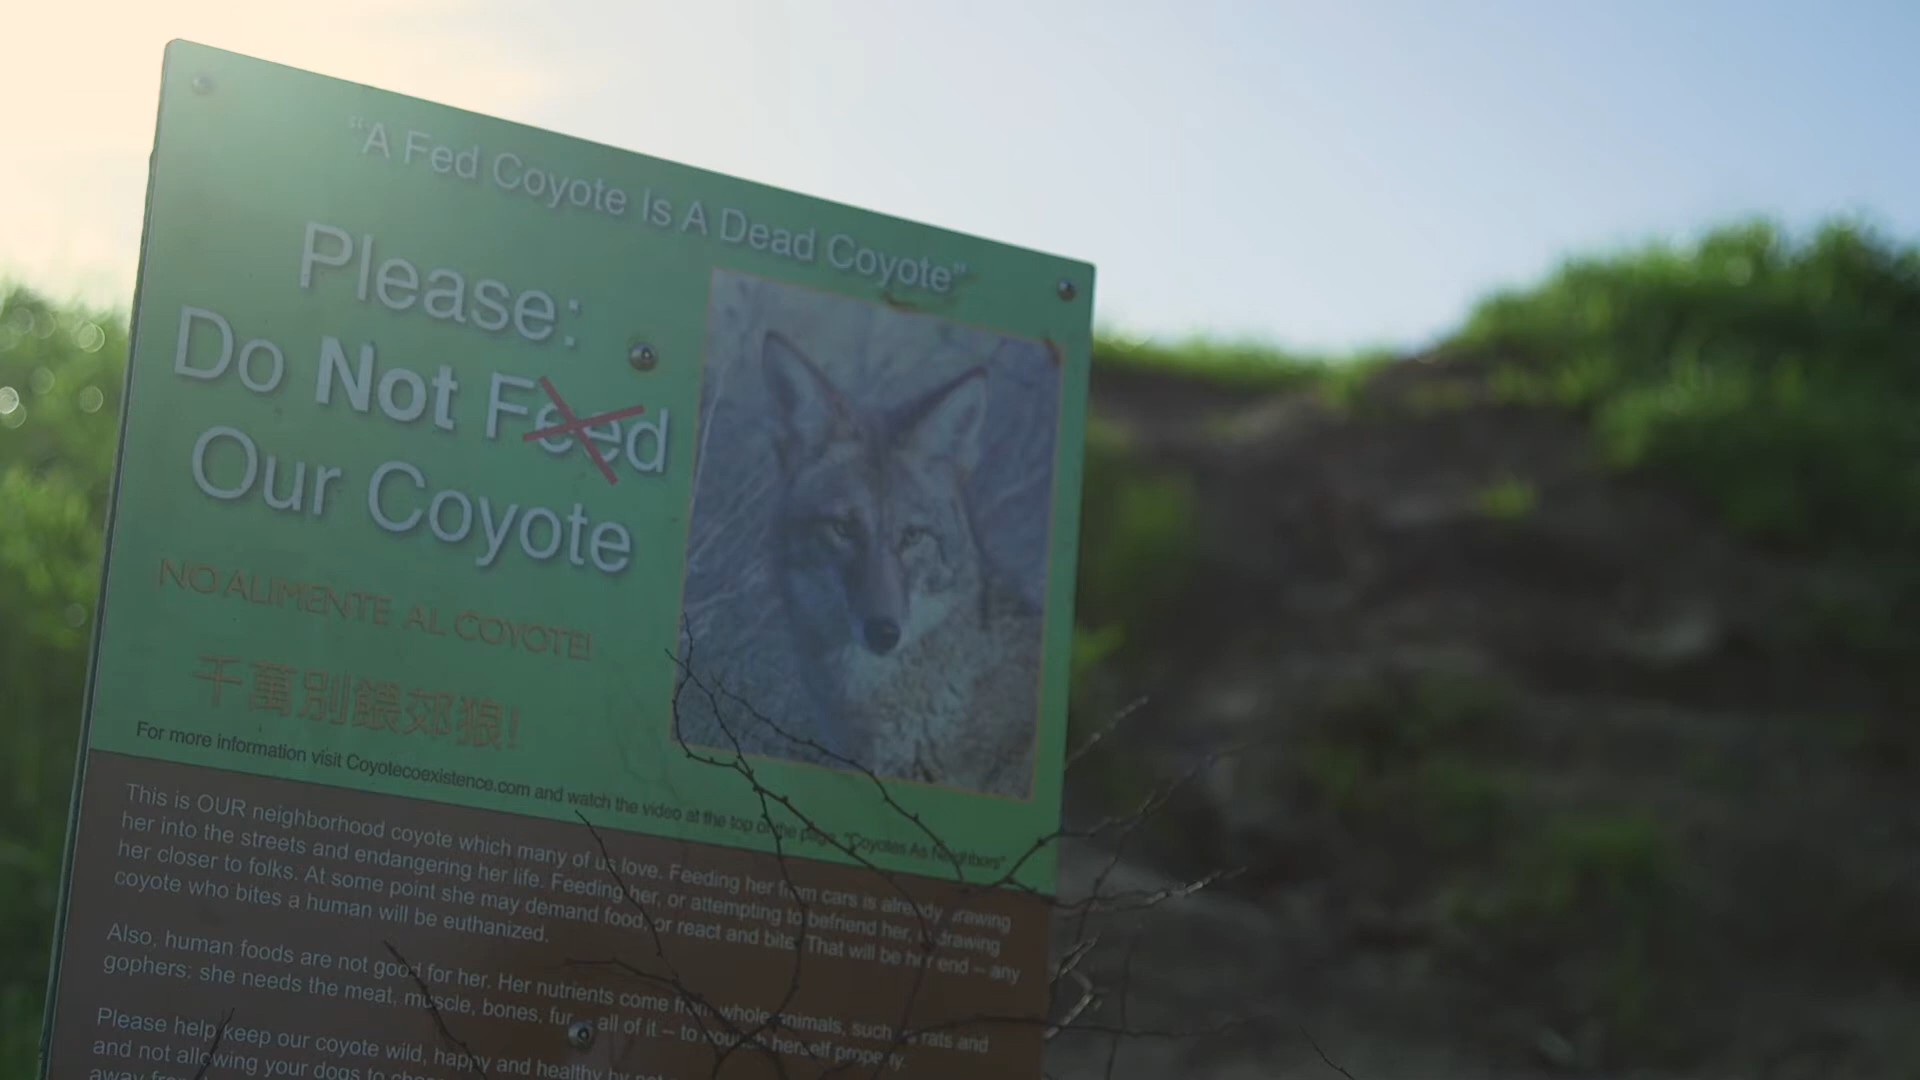 "A Fed Coyote Is A Dead Coyote"
Please:
Do Not Feed
Our Coyote
NO ALIMENTE AL COYOTE!
千萬別餵郊狼!
For more information visit Coyotecoexistence.com and watch the video at the top of the page, "Coyotes As Neighbors"
This is OUR neighborhood coyote which many of us love. Feeding her from cars is already drawing
her into the streets and endangering her life. Feeding her, or attempting to befriend her, is drawing
her closer to folks. At some point she may demand food, or react and bite. That will be her end – any
coyote who bites a human will be euthanized.
Also, human foods are not good for her. Her nutrients come from whole animals, such as rats and
gophers: she needs the meat, muscle, bones, fur all of it – to nourish herself properly.
Please help keep our coyote wild, happy and healthy by not
and not allowing your dogs to
away